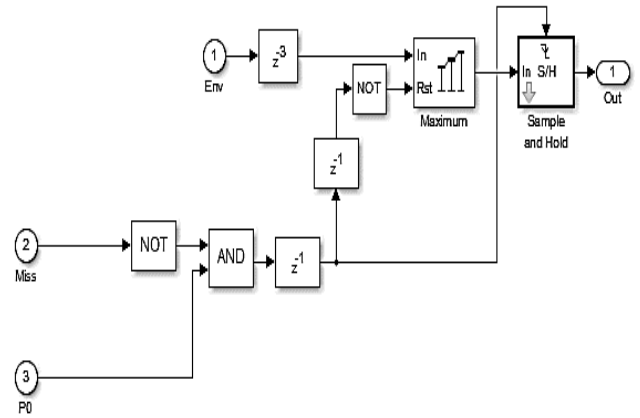 1
Env
z-3
In
Rst
Maximum
NOT
z-1
In S/H
Sample
and Hold
1
Out
2
Miss
NOT
AND
z-1
3
P0